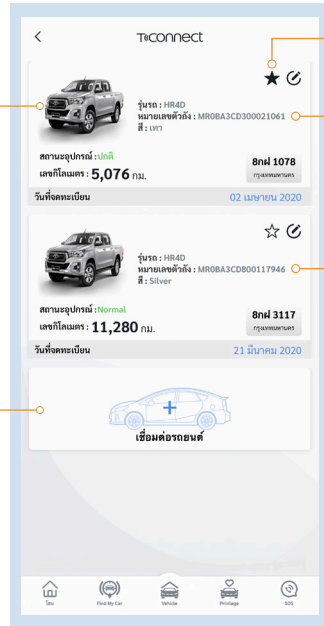 T-CONNECT
รุ่นรถ : HR4D
หมายเลขตัวถัง : MR0BA3CD300021061
สี : เทา
สถานะอุปกรณ์ : ปกติ
เลขกิโลเมตร : 5,076 กม.
8กฝ 1078
กรุงเทพมหานคร
วันที่จดทะเบียน 02 เมษายน 2020
รุ่นรถ : HR4D
หมายเลขตัวถัง : MR0BA3CD800117946
สี : Silver
สถานะอุปกรณ์ :Normal
เลขกิโลเมตร : 11,280 กม.
8กฝ 3117
กรุงเทพมหานคร
วันที่จดทะเบียน 21 มีนาคม 2020
เชื่อมต่อรถยนต์
Find My Car
Vehicle
Privilege
SOS